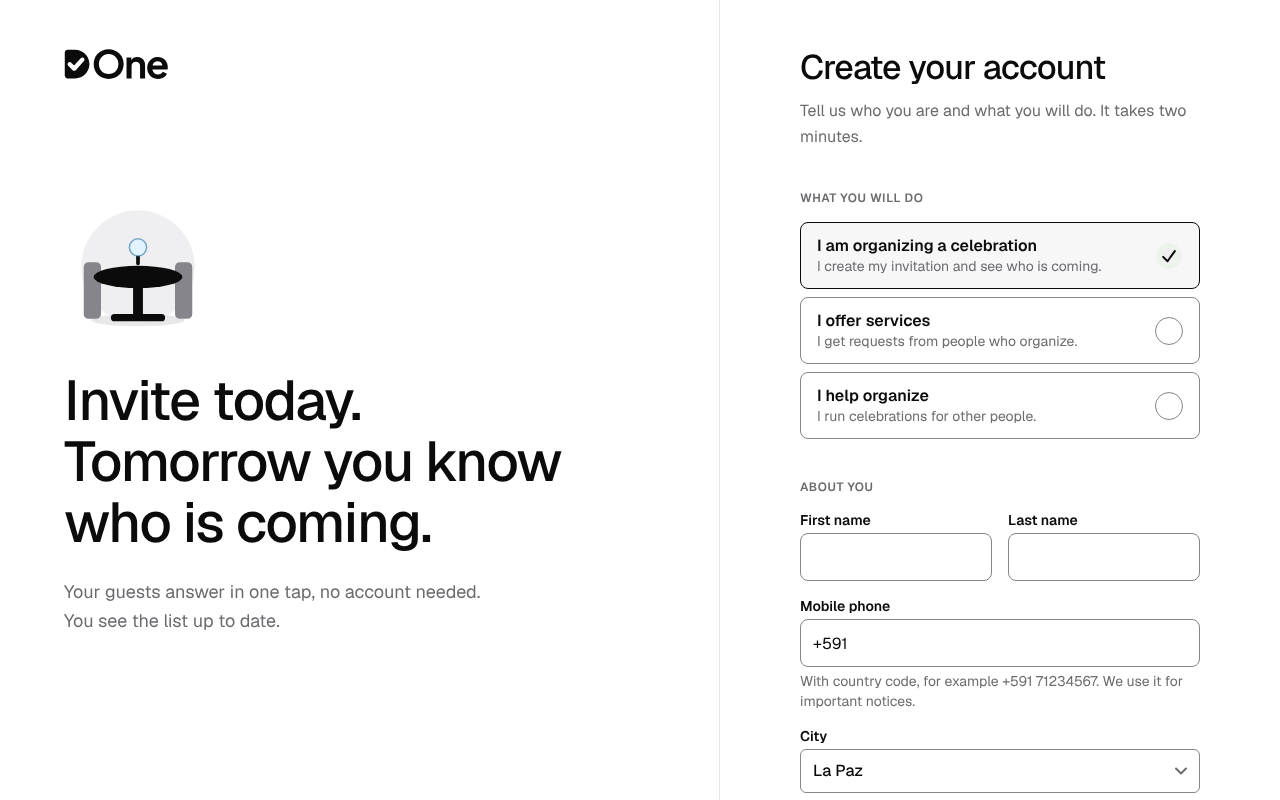 One
Invite today.
Tomorrow you know
who is coming.
Your guests answer in one tap, no account needed.
You see the list up to date.
Create your account
Tell us who you are and what you will do. It takes two
minutes.
WHAT YOU WILL DO
I am organizing a celebration
I create my invitation and see who is coming.
I offer services
I get requests from people who organize.
I help organize
I run celebrations for other people.
ABOUT YOU
First name
Last name
Mobile phone
+591
With country code, for example +591 71234567. We use it for
important notices.
City
La Paz